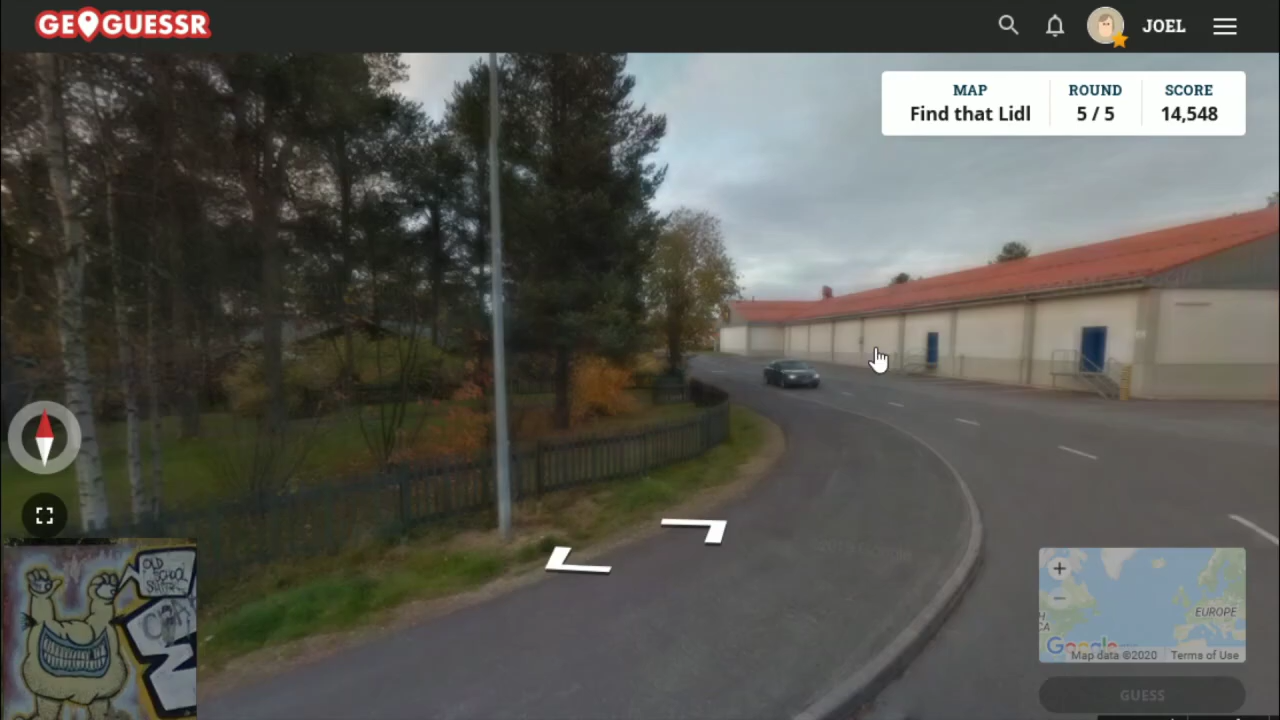 GEOGUESSR
JOEL
MAP
Find that Lidl
ROUND
5 / 5
SCORE
14,548
OLD
SCHOOL
EUROPE
Google
Map data ©2020
Terms of Use
GUESS